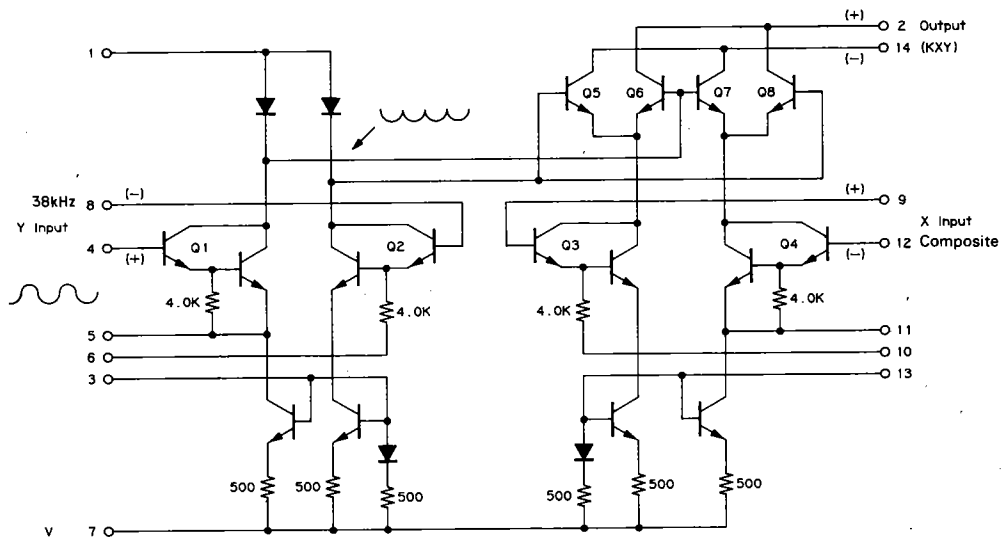 (+)
2 Output
14 (KXY)
(-)
1
Q5 Q6 Q7 Q8
38kHz
8 (-)
(+) 9
Y Input
X Input
4 Q1 Q2 Q3 Q4 12 Composite
(+) (-)
4.0K 4.0K 4.0K 4.0K
5 11
6 10
3 13
500 500 500 500 500 500
V 7